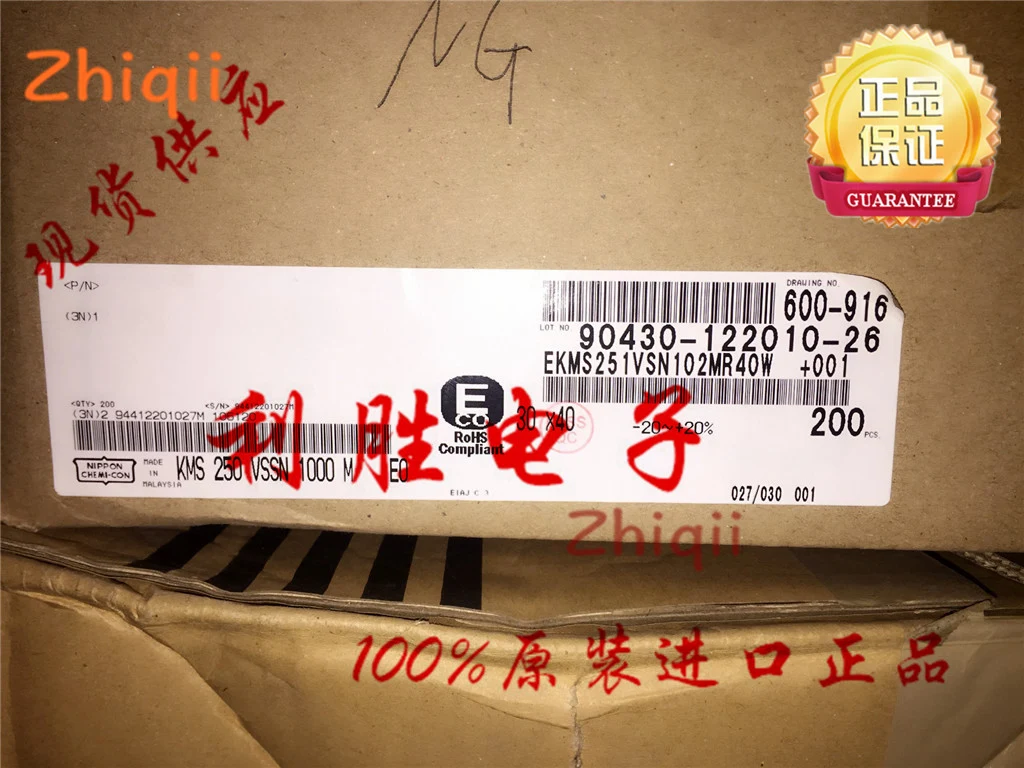 NG
Zhiqii
现货供应
正品
保证
GUARANTEE
<P/N>
(3N)1
DRAWING NO.
600-916
LOT NO
90430-122010-26
EKMS251VSN102MR40W +001
<QTY> 200
<S/N> 94412201027M
(3N)2 94412201027M
E
CO
RoHS
Compliant
30 x40
-20~+20%
200 PCS
利胜电子
NIPPON
CHEMI-CON
MADE
IN
MALAYSIA
KMS 250 VSSN 1000 M EO
EIAJ C-3
027/030 001
Zhiqii
100%原装进口正品